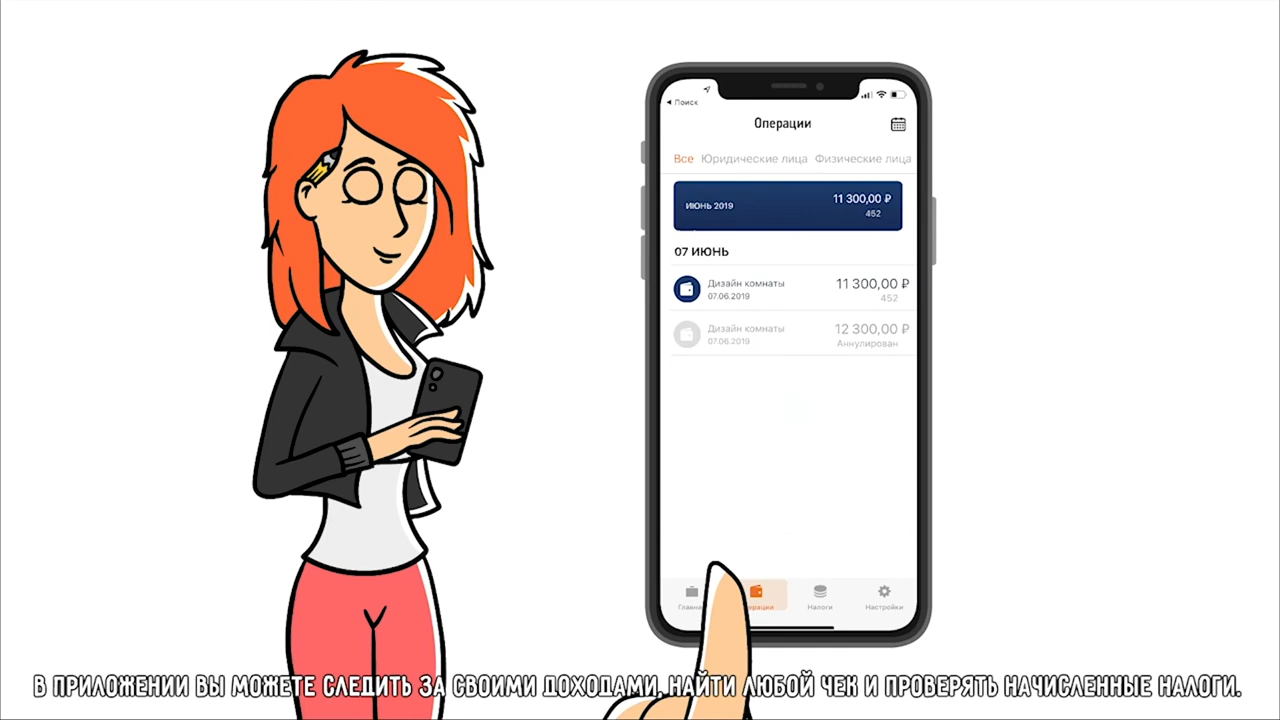 ◀ Поиск
Операции
Все Юридические лица Физические лица
ИЮНЬ 2019 11 300,00 ₽
452
07 ИЮНЬ
Дизайн комнаты 11 300,00 ₽
07.06.2019 452
Дизайн комнаты 12 300,00 ₽
07.06.2019 Аннулирован
Налоги Настройки
В ПРИЛОЖЕНИИ ВЫ МОЖЕТЕ СЛЕДИТЬ ЗА СВОИМИ ДОХОДАМИ, НАЙТИ ЛЮБОЙ ЧЕК И ПРОВЕРЯТЬ НАЧИСЛЕННЫЕ НАЛОГИ.